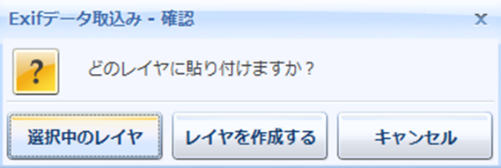 Exifデータ取込み - 確認
どのレイヤに貼り付けますか？
選択中のレイヤ レイヤを作成する キャンセル